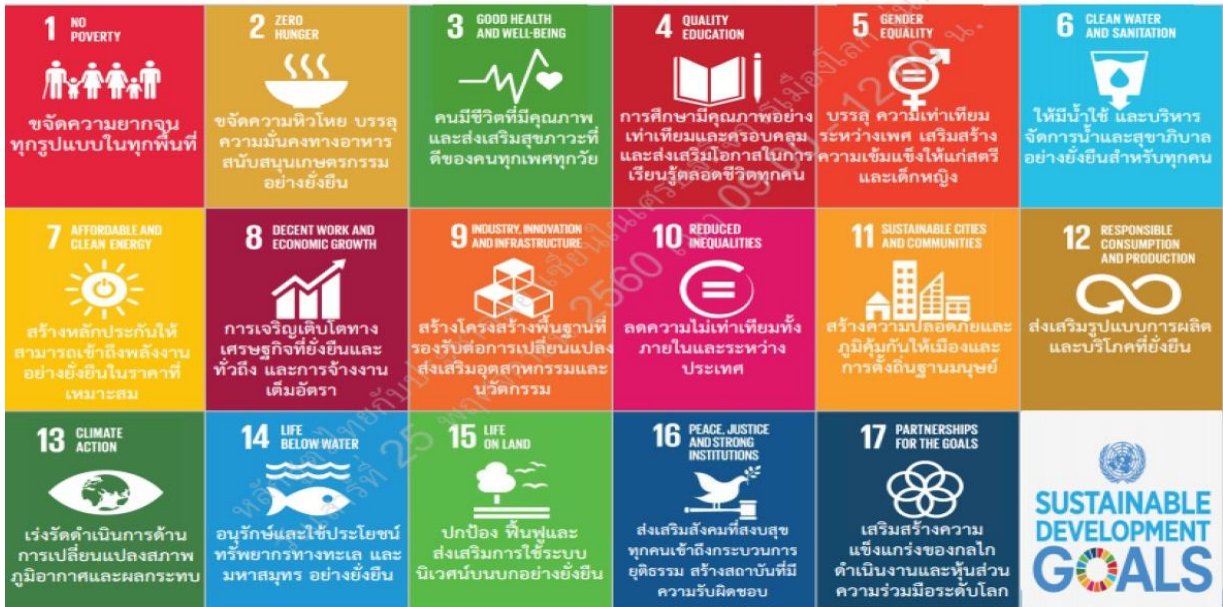 1 NO
POVERTY
ขจัดความยากจน
ทุกรูปแบบในทุกพื้นที่
2 ZERO
HUNGER
ขจัดความหิวโหย บรรลุ
ความมั่นคงทางอาหาร
สนับสนุนเกษตรกรรม
อย่างยั่งยืน
3 GOOD HEALTH
AND WELL-BEING
คนมีชีวิตที่มีคุณภาพ
และส่งเสริมสุขภาวะที่
ดีของคนทุกเพศทุกวัย
4 QUALITY
EDUCATION
การศึกษามีคุณภาพอย่าง
เท่าเทียมและครอบคลุม
และส่งเสริมโอกาสในการ
เรียนรู้ตลอดชีวิตทุกคน
5 GENDER
EQUALITY
บรรลุ ความเท่าเทียม
ระหว่างเพศ เสริมสร้าง
ความเข้มแข็งให้แก่สตรี
และเด็กหญิง
6 CLEAN WATER
AND SANITATION
ให้มีน้ำใช้ และบริหาร
จัดการน้ำและสุขาภิบาล
อย่างยั่งยืนสำหรับทุกคน
7 AFFORDABLE AND
CLEAN ENERGY
สร้างหลักประกันให้
สามารถเข้าถึงพลังงาน
อย่างยั่งยืนในราคาที่
เหมาะสม
8 DECENT WORK AND
ECONOMIC GROWTH
การเจริญเติบโตทาง
เศรษฐกิจที่ยั่งยืนและ
ทั่วถึง และการจ้างงาน
เต็มอัตรา
9 INDUSTRY, INNOVATION
AND INFRASTRUCTURE
สร้างโครงสร้างพื้นฐานที่
รองรับต่อการเปลี่ยนแปลง
ส่งเสริมอุตสาหกรรมและ
นวัตกรรม
10 REDUCED
INEQUALITIES
ลดความไม่เท่าเทียมทั้ง
ภายในและระหว่าง
ประเทศ
11 SUSTAINABLE CITIES
AND COMMUNITIES
สร้างความปลอดภัยและ
ภูมิคุ้มกันให้เมืองและ
การตั้งถิ่นฐานมนุษย์
12 RESPONSIBLE
CONSUMPTION
AND PRODUCTION
ส่งเสริมรูปแบบการผลิต
และบริโภคที่ยั่งยืน
13 CLIMATE
ACTION
เร่งรัดดำเนินการด้าน
การเปลี่ยนแปลงสภาพ
ภูมิอากาศและผลกระทบ
14 LIFE
BELOW WATER
อนุรักษ์และใช้ประโยชน์
ทรัพยากรทางทะเล และ
มหาสมุทร อย่างยั่งยืน
15 LIFE
ON LAND
ปกป้อง ฟื้นฟูและ
ส่งเสริมการใช้ระบบ
นิเวศน์บนบกอย่างยั่งยืน
16 PEACE, JUSTICE
AND STRONG
INSTITUTIONS
ส่งเสริมสังคมที่สงบสุข
ทุกคนเข้าถึงกระบวนการ
ยุติธรรม สร้างสถาบันที่มี
ความรับผิดชอบ
17 PARTNERSHIPS
FOR THE GOALS
เสริมสร้างความ
แข็งแกร่งของกลไก
ดำเนินงานและหุ้นส่วน
ความร่วมมือระดับโลก
SUSTAINABLE
DEVELOPMENT
GOALS